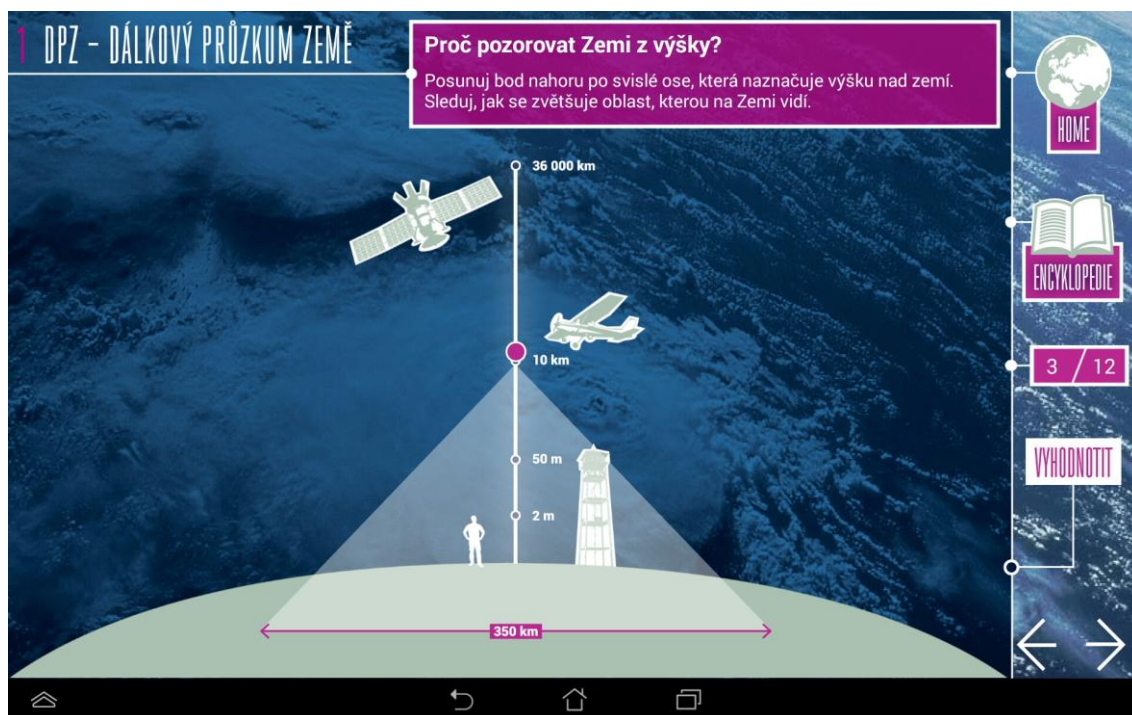 1 DPZ – DÁLKOVÝ PRŮZKUM ZEMĚ
Proč pozorovat Zemi z výšky?
Posunuj bod nahoru po svislé ose, která naznačuje výšku nad zemí.
Sleduj, jak se zvětšuje oblast, kterou na Zemi vidí.
HOME
36 000 km
ENCYKLOPEDIE
10 km
3 / 12
50 m
VYHODNOTIT
2 m
350 km